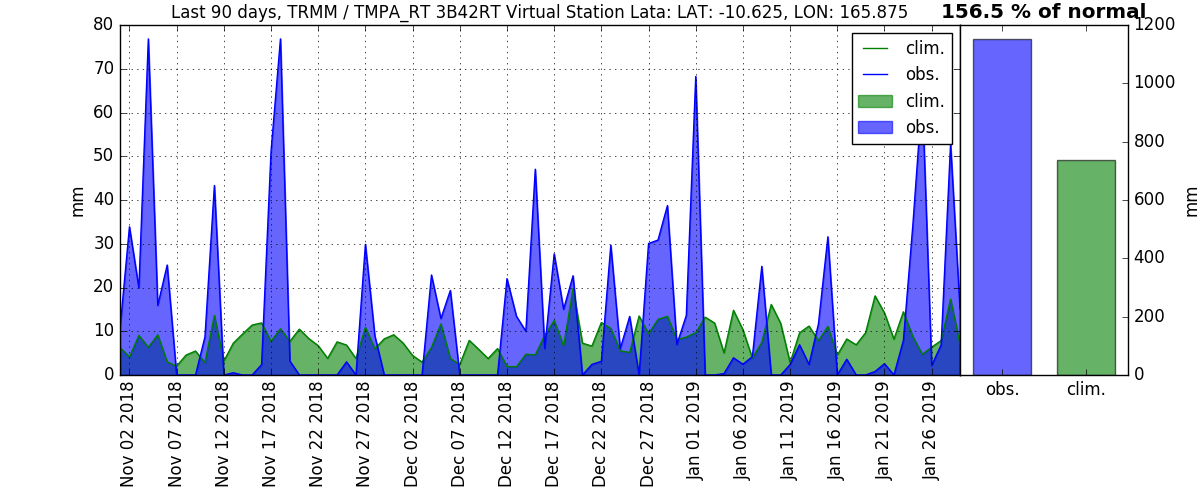 Last 90 days, TRMM / TMPA_RT 3B42RT Virtual Station Lata: LAT: -10.625, LON: 165.875
156.5 % of normal
80
70
60
50
40
30
20
10
0
mm
clim.
obs.
clim.
obs.
1200
1000
800
600
400
200
0
mm
obs.
clim.
Nov 02 2018
Nov 07 2018
Nov 12 2018
Nov 17 2018
Nov 22 2018
Nov 27 2018
Dec 02 2018
Dec 07 2018
Dec 12 2018
Dec 17 2018
Dec 22 2018
Dec 27 2018
Jan 01 2019
Jan 06 2019
Jan 11 2019
Jan 16 2019
Jan 21 2019
Jan 26 2019